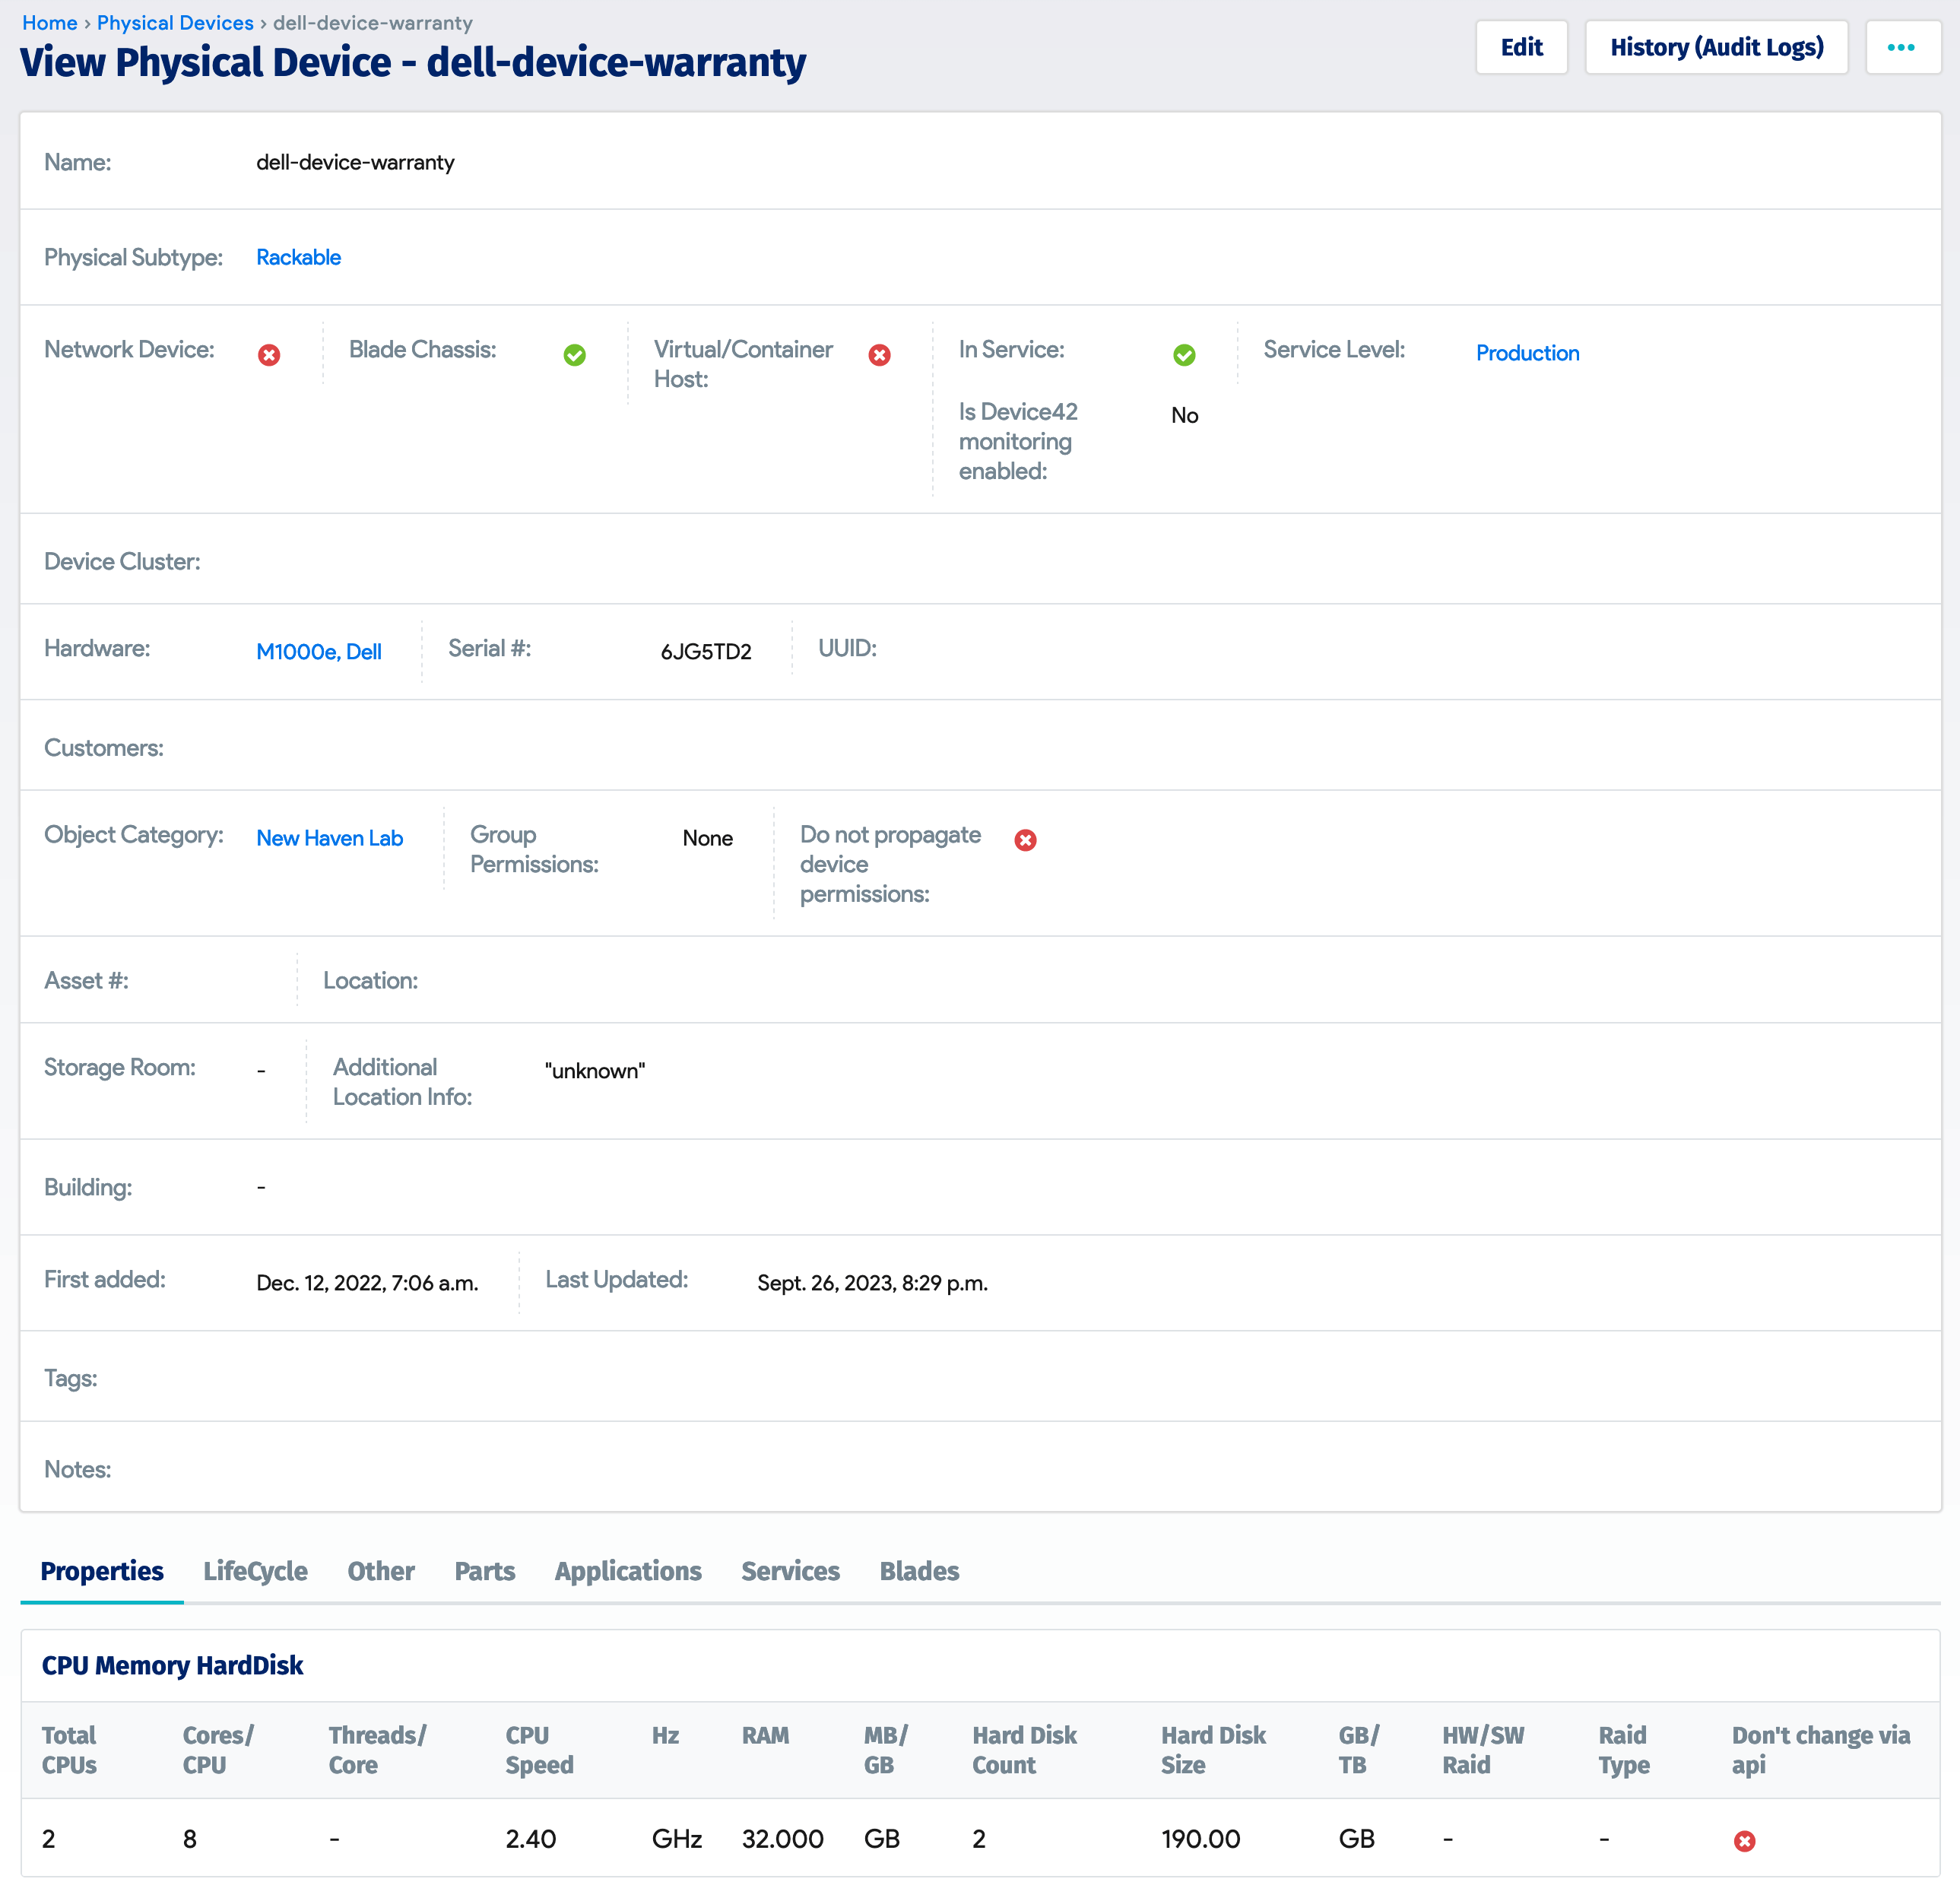 Home › Physical Devices › dell-device-warranty
View Physical Device - dell-device-warranty
Edit
History (Audit Logs)
Name: dell-device-warranty
Physical Subtype: Rackable
Network Device:
Blade Chassis:
Virtual/Container
Host:
In Service:
Is Device42
monitoring
enabled:
No
Service Level: Production
Device Cluster:
Hardware: M1000e, Dell
Serial #: 6JG5TD2
UUID:
Customers:
Object Category: New Haven Lab
Group
Permissions:
None
Do not propagate
device
permissions:
Asset #:
Location:
Storage Room: -
Additional
Location Info:
"unknown"
Building: -
First added: Dec. 12, 2022, 7:06 a.m.
Last Updated: Sept. 26, 2023, 8:29 p.m.
Tags:
Notes:
Properties LifeCycle Other Parts Applications Services Blades
CPU Memory HardDisk
Total
CPUs
Cores/
CPU
Threads/
Core
CPU
Speed
Hz
RAM
MB/
GB
Hard Disk
Count
Hard Disk
Size
GB/
TB
HW/SW
Raid
Raid
Type
Don't change via
api
2 8 - 2.40 GHz 32.000 GB 2 190.00 GB - -